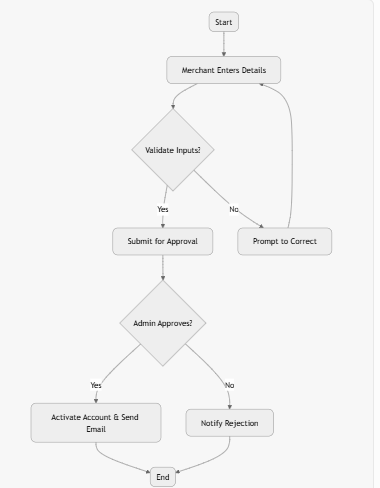 Start
Merchant Enters Details
Validate Inputs?
Yes
No
Submit for Approval
Prompt to Correct
Admin Approves?
Yes
No
Activate Account & Send
Email
Notify Rejection
End